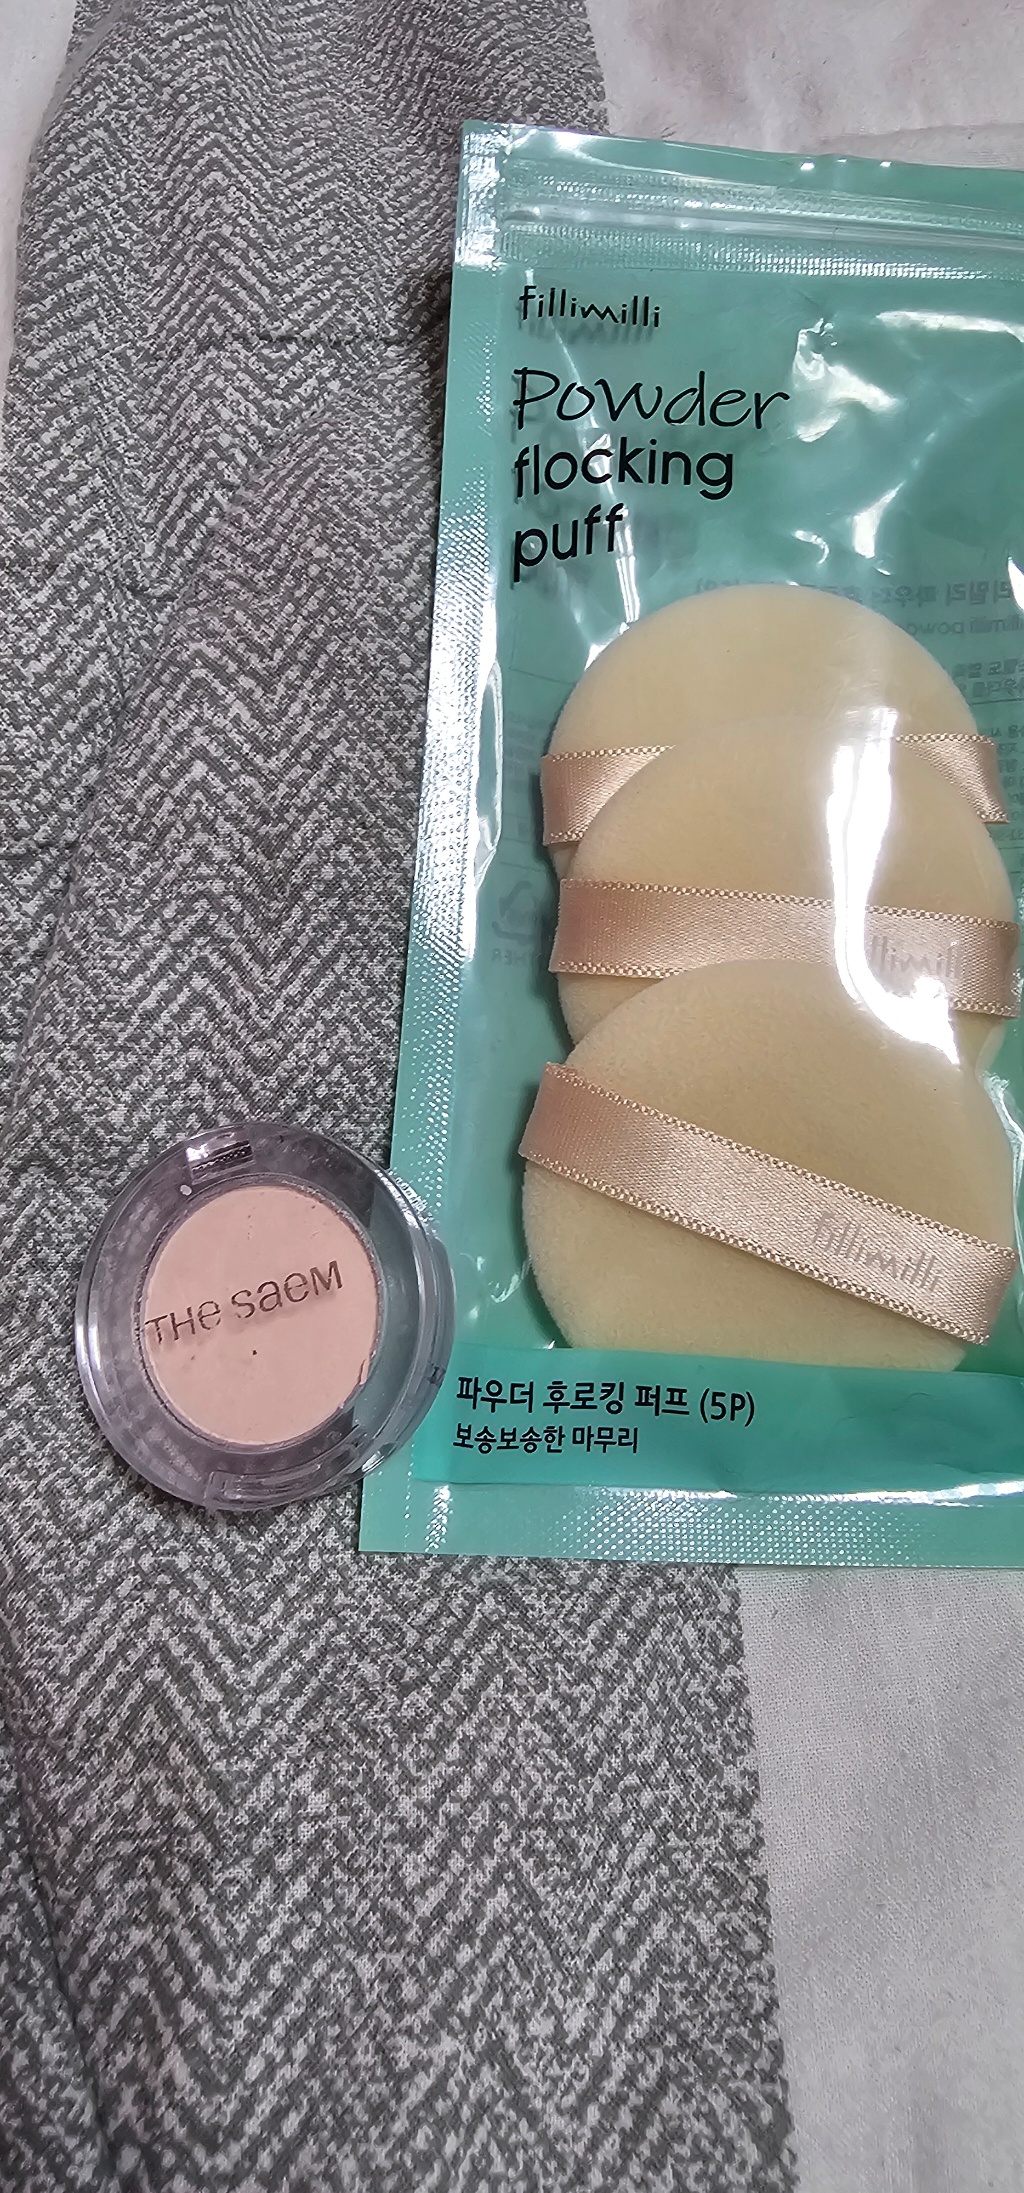 fillimilli
Powder
flocking
puff
fillimilli
fillimilli
THE SAEM
파우더 후로킹 퍼프 (5P)
보송보송한 마무리